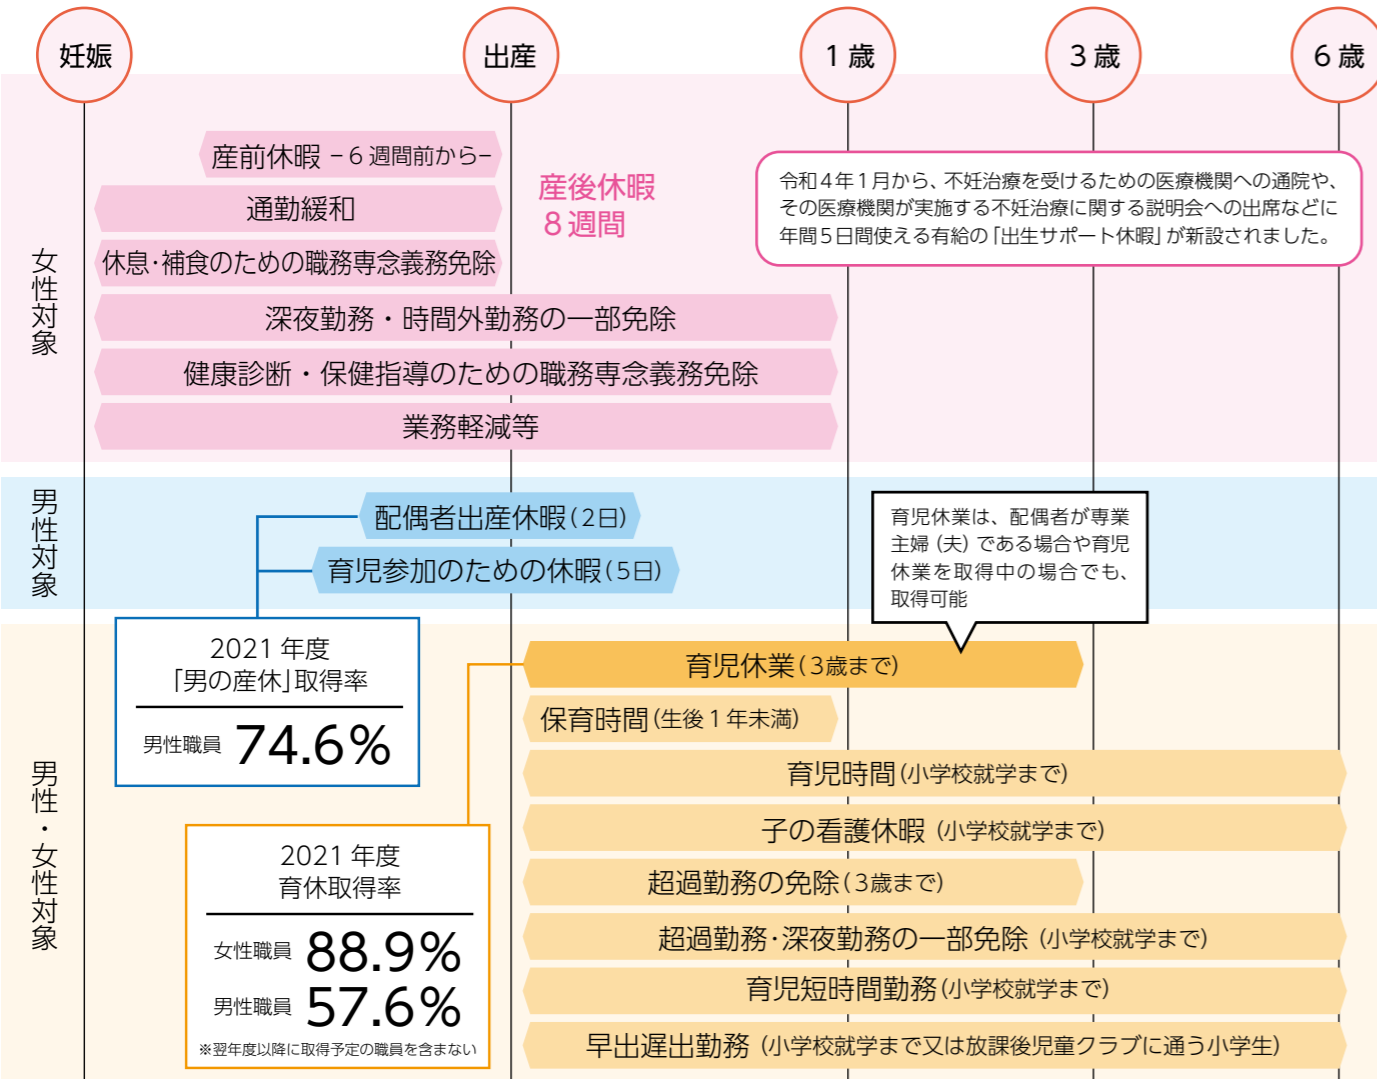 妊娠
出産
1歳
3歳
6歳
女性対象
産前休暇 −6週間前から−
通勤緩和
休息・補食のための職務専念義務免除
深夜勤務・時間外勤務の一部免除
健康診断・保健指導のための職務専念義務免除
業務軽減等
産後休暇
8週間
令和4年1月から、不妊治療を受けるための医療機関への通院や、
その医療機関が実施する不妊治療に関する説明会への出席などに
年間5日間使える有給の「出生サポート休暇」が新設されました。
男性対象
配偶者出産休暇(2日)
育児参加のための休暇(5日)
2021年度
「男の産休」取得率
男性職員 74.6%
育児休業は、配偶者が専業
主婦(夫)である場合や育児
休業を取得中の場合でも、
取得可能
男性・女性対象
育児休業(3歳まで)
保育時間(生後1年未満)
育児時間(小学校就学まで)
子の看護休暇(小学校就学まで)
超過勤務の免除(3歳まで)
超過勤務・深夜勤務の一部免除(小学校就学まで)
育児短時間勤務(小学校就学まで)
早出遅出勤務(小学校就学まで又は放課後児童クラブに通う小学生)
2021年度
育休取得率
女性職員 88.9%
男性職員 57.6%
※翌年度以降に取得予定の職員を含まない